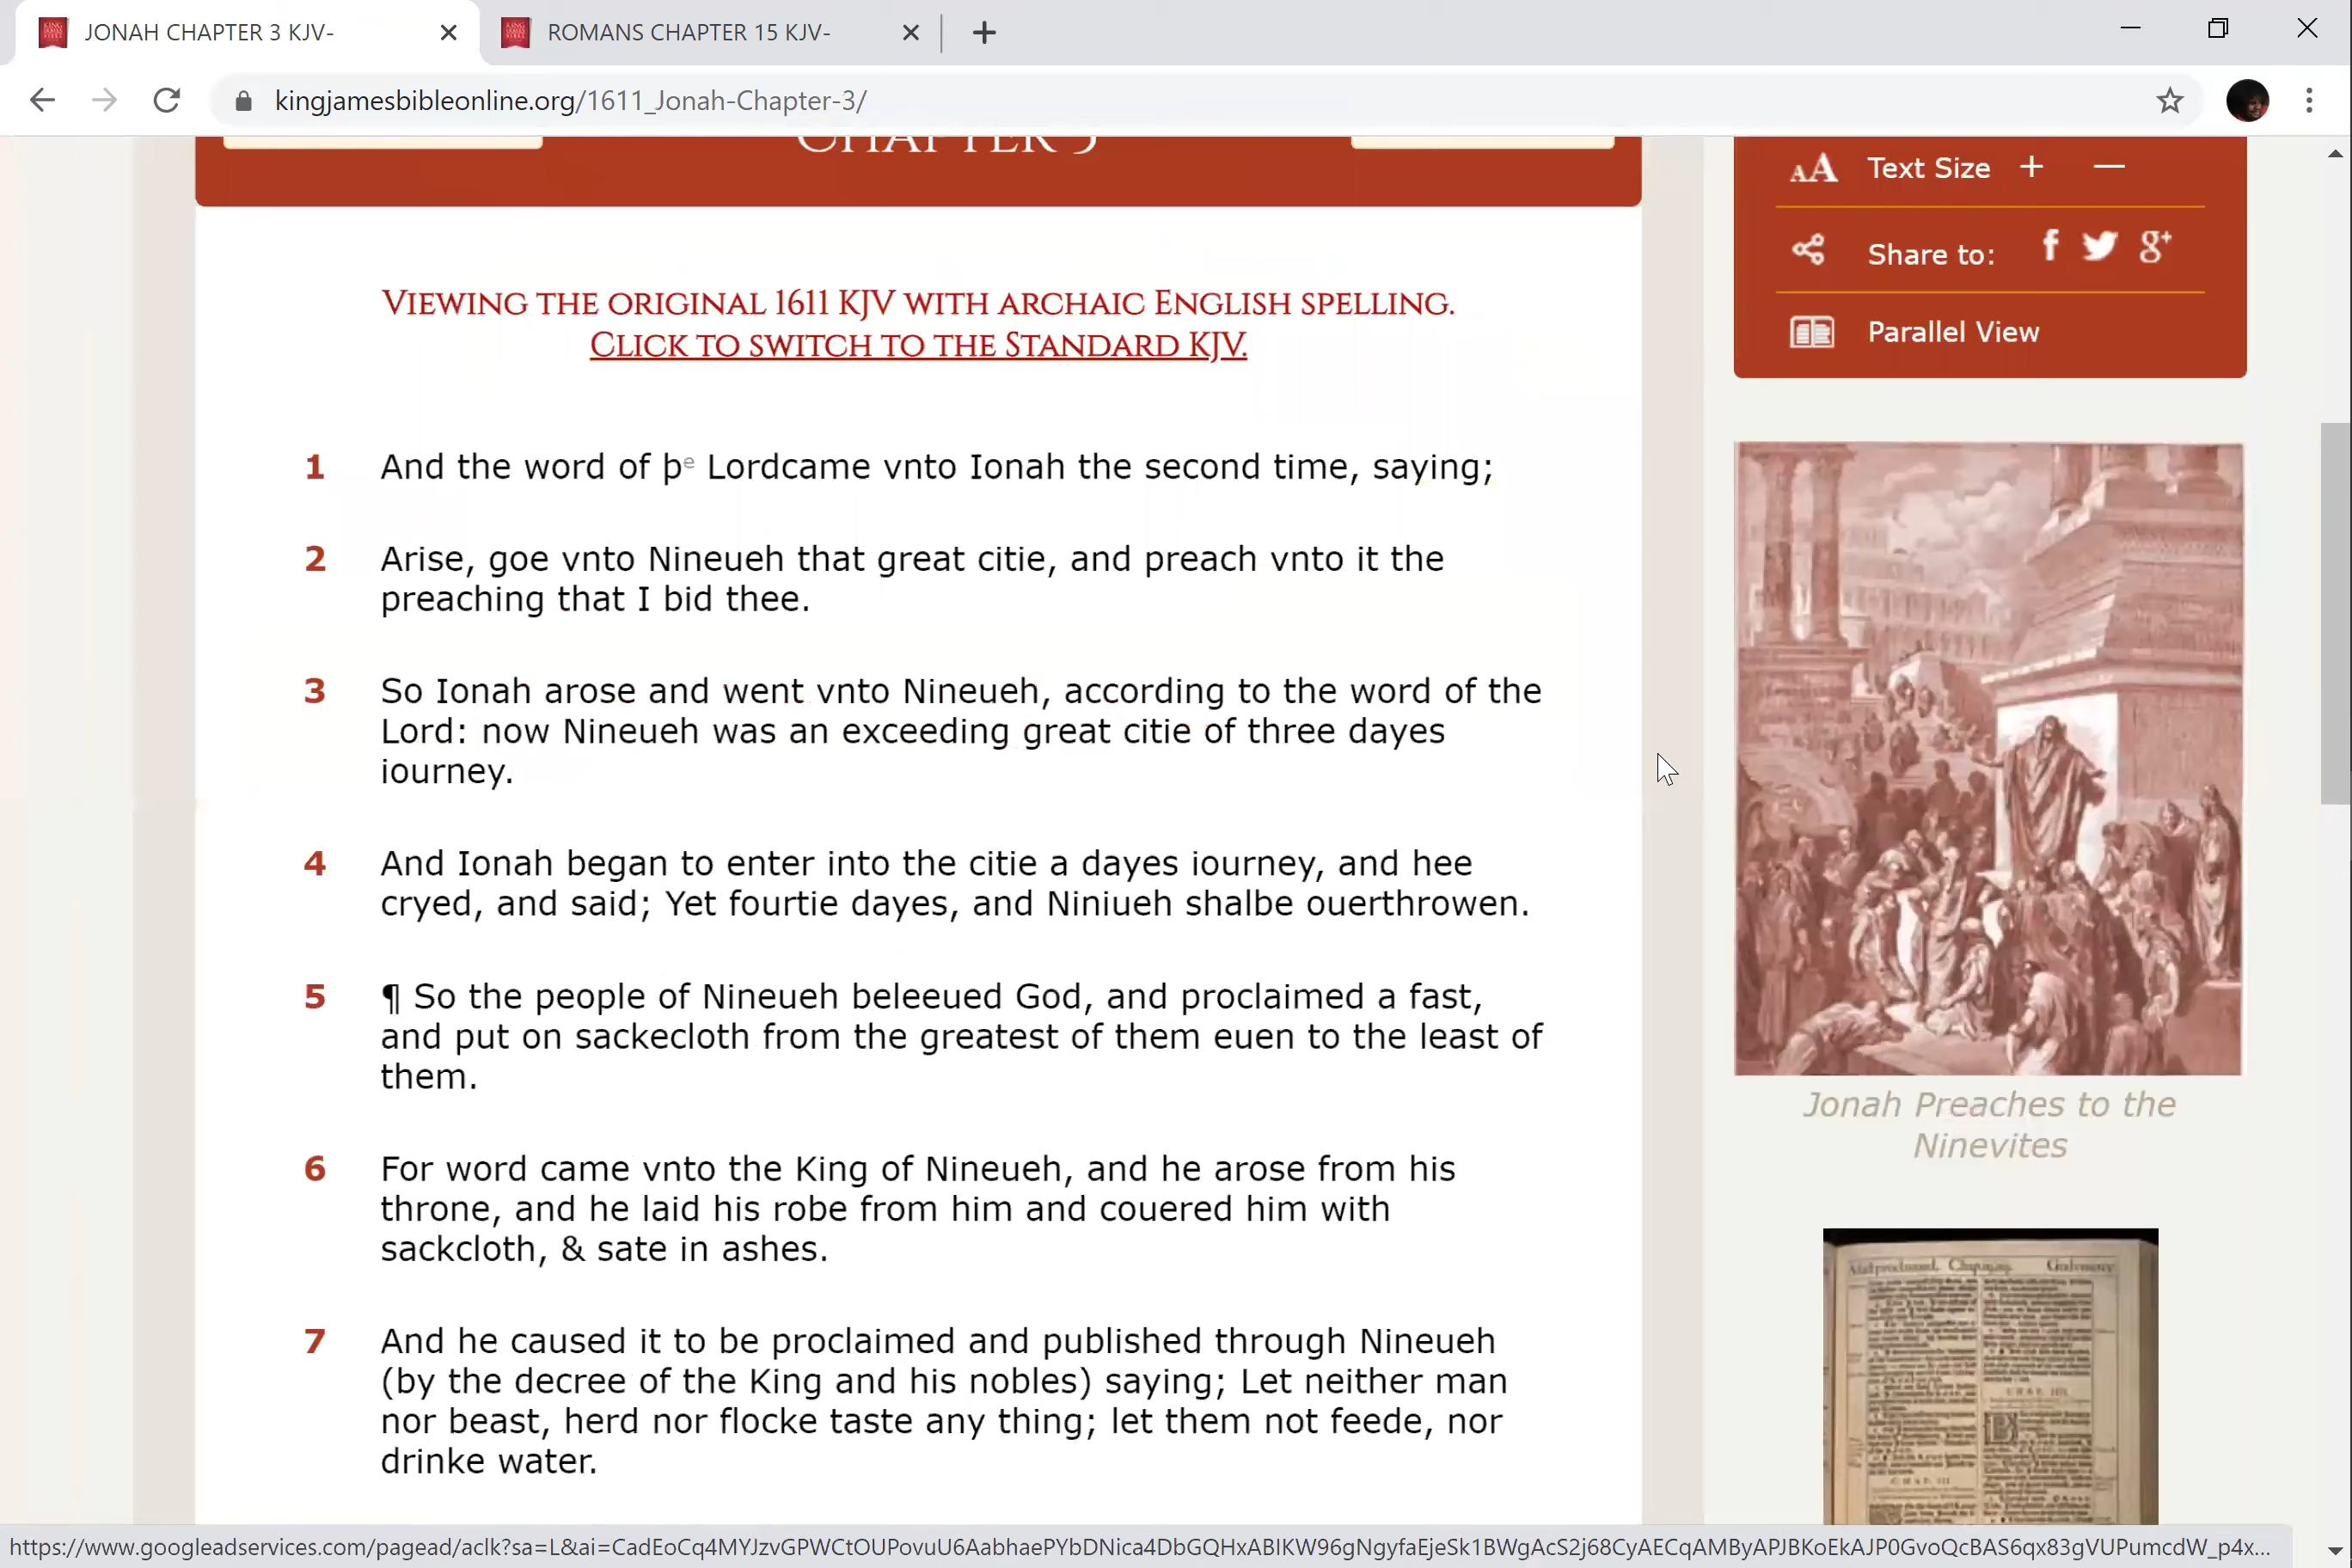 JONAH CHAPTER 3 KJV-
ROMANS CHAPTER 15 KJV-
kingjamesbibleonline.org/1611_Jonah-Chapter-3/
CHAPTER 3
VIEWING THE ORIGINAL 1611 KJV WITH ARCHAIC ENGLISH SPELLING.
CLICK TO SWITCH TO THE STANDARD KJV.
1 And the word of þe Lordcame vnto Ionah the second time, saying;
2 Arise, goe vnto Nineueh that great citie, and preach vnto it the
preaching that I bid thee.
3 So Ionah arose and went vnto Nineueh, according to the word of the
Lord: now Nineueh was an exceeding great citie of three dayes
iourney.
4 And Ionah began to enter into the citie a dayes iourney, and hee
cryed, and said; Yet fourtie dayes, and Niniueh shalbe ouerthrowen.
5 ¶ So the people of Nineueh beleeued God, and proclaimed a fast,
and put on sackecloth from the greatest of them euen to the least of
them.
6 For word came vnto the King of Nineueh, and he arose from his
throne, and he laid his robe from him and couered him with
sackcloth, & sate in ashes.
7 And he caused it to be proclaimed and published through Nineueh
(by the decree of the King and his nobles) saying; Let neither man
nor beast, herd nor flocke taste any thing; let them not feede, nor
drinke water.
AA Text Size + —
Share to: f g+
Parallel View
Jonah Preaches to the
Ninevites
https://www.googleadservices.com/pagead/aclk?sa=L&ai=CadEoCq4MYJzvGPWCtOUPovuU6AabhaePYbDNica4DbGQHxABIKW96gNgyfaEjeSk1BWgAcS2j68CyAECqAMByAPJBKoEkAJP0GvoQcBAS6qx83gVUPumcdW_p4x...